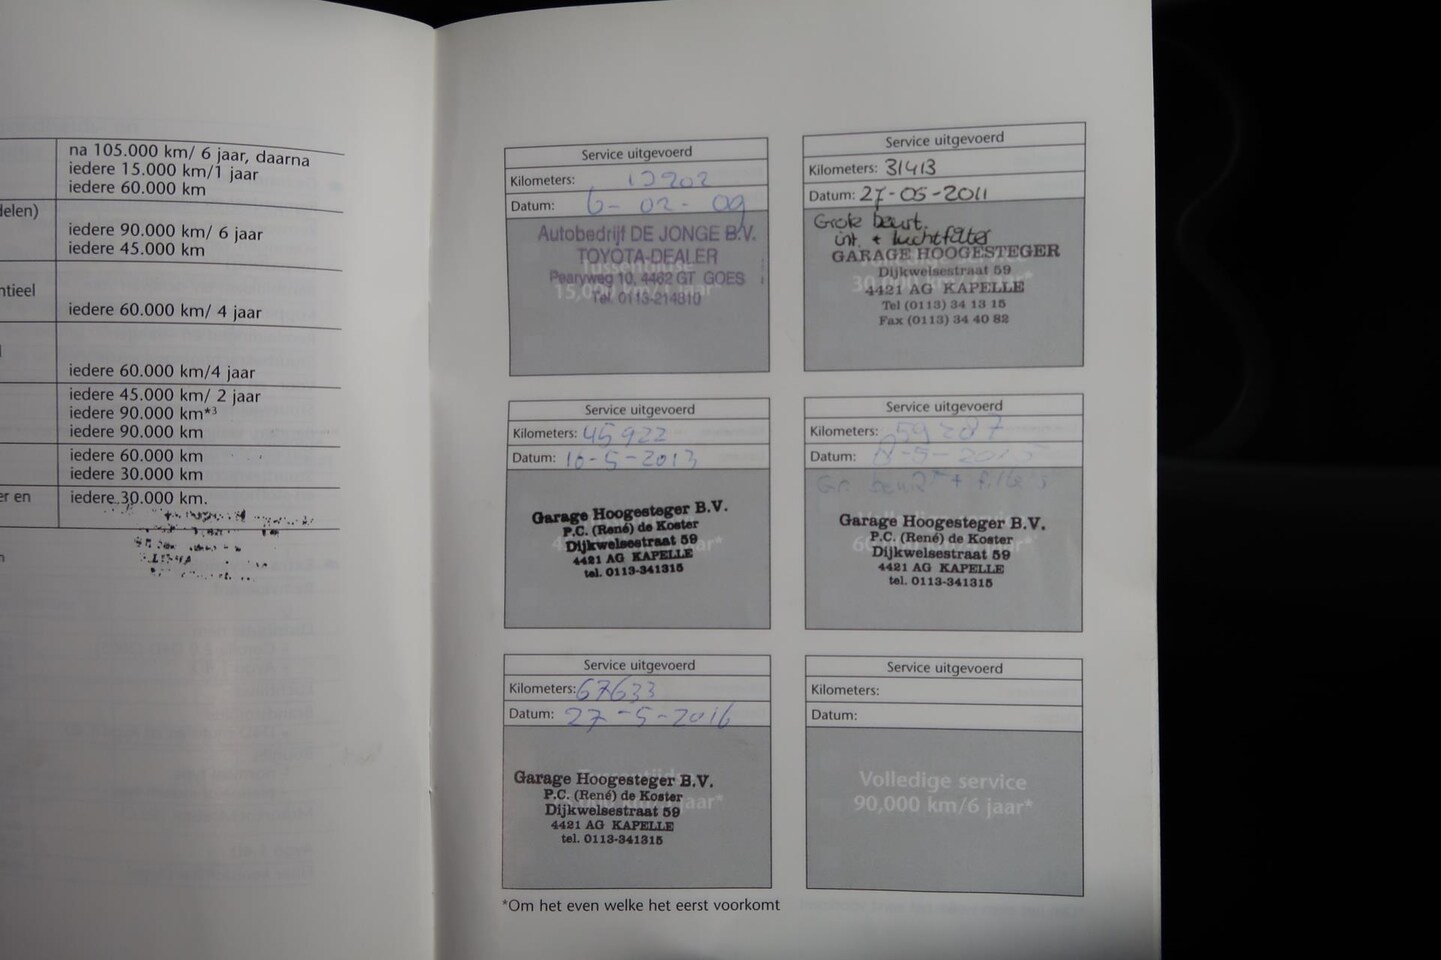 na 105.000 km/ 6 jaar, daarna
iedere 15.000 km/1 jaar
iedere 60.000 km
delen)
iedere 90.000 km/ 6 jaar
iedere 45.000 km
ntieel
iedere 60.000 km/ 4 jaar
iedere 60.000 km/4 jaar
iedere 45.000 km/ 2 jaar
iedere 90.000 km*3
iedere 90.000 km
iedere 60.000 km
iedere 30.000 km
er en
iedere 30.000 km.
Service uitgevoerd
Kilometers: 12902
Datum: 6-02-09
Autobedrijf DE JONGE B.V.
TOYOTA-DEALER
Pearyweg 10, 4462 GT GOES
Tel. 0113-214310
Service uitgevoerd
Kilometers: 31413
Datum: 27-05-2011
Grote beurt.
int. + luchtfilter
GARAGE HOOGESTEGER
Dijkwelsestraat 59
4421 AG KAPELLE
Tel (0113) 34 13 15
Fax (0113) 34 40 82
Service uitgevoerd
Kilometers: 45922
Datum: 16-5-2013
Garage Hoogesteger B.V.
P.C. (René) de Koster
Dijkwelsestraat 59
4421 AG KAPELLE
tel. 0113-341315
Service uitgevoerd
Kilometers: 59287
Datum:
Garage Hoogesteger B.V.
P.C. (René) de Koster
Dijkwelsestraat 59
4421 AG KAPELLE
tel. 0113-341315
Service uitgevoerd
Kilometers: 67633
Datum: 27-5-2016
Garage Hoogesteger B.V.
P.C. (René) de Koster
Dijkwelsestraat 59
4421 AG KAPELLE
tel. 0113-341315
Service uitgevoerd
Kilometers:
Datum:
Volledige service
90,000 km/6 jaar*
*Om het even welke het eerst voorkomt